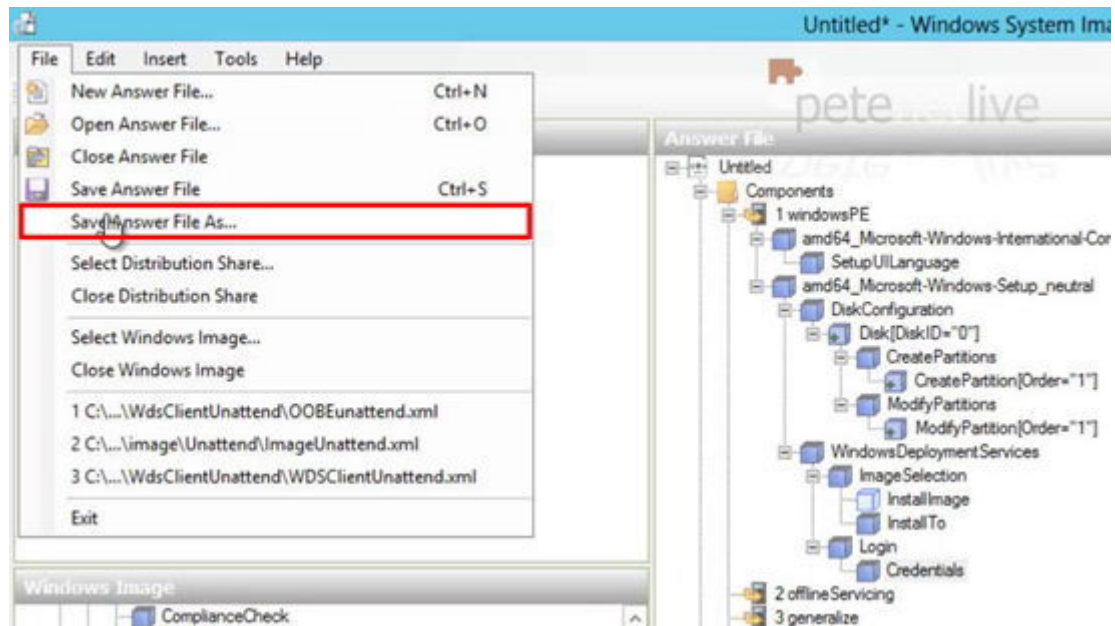 Untitled* - Windows System Ima
File Edit Insert Tools Help
New Answer File... Ctrl+N
Open Answer File... Ctrl+O
Close Answer File
Save Answer File Ctrl+S
Save Answer File As...
Select Distribution Share...
Close Distribution Share
Select Windows Image...
Close Windows Image
1 C:\...\WdsClientUnattend\OOBEunattend.xml
2 C:\...\image\Unattend\ImageUnattend.xml
3 C:\...\WdsClientUnattend\WDSClientUnattend.xml
Exit
Windows Image
ComplianceCheck
pete live
Answer File
Untitled
Components
1 windowsPE
amd64_Microsoft-Windows-International-Cor
SetupUILanguage
amd64_Microsoft-Windows-Setup_neutral
DiskConfiguration
Disk[DiskID="0"]
CreatePartitions
CreatePartition[Order="1"]
ModifyPartitions
ModifyPartition[Order="1"]
WindowsDeploymentServices
ImageSelection
InstallImage
InstallTo
Login
Credentials
2 offlineServicing
3 generalize